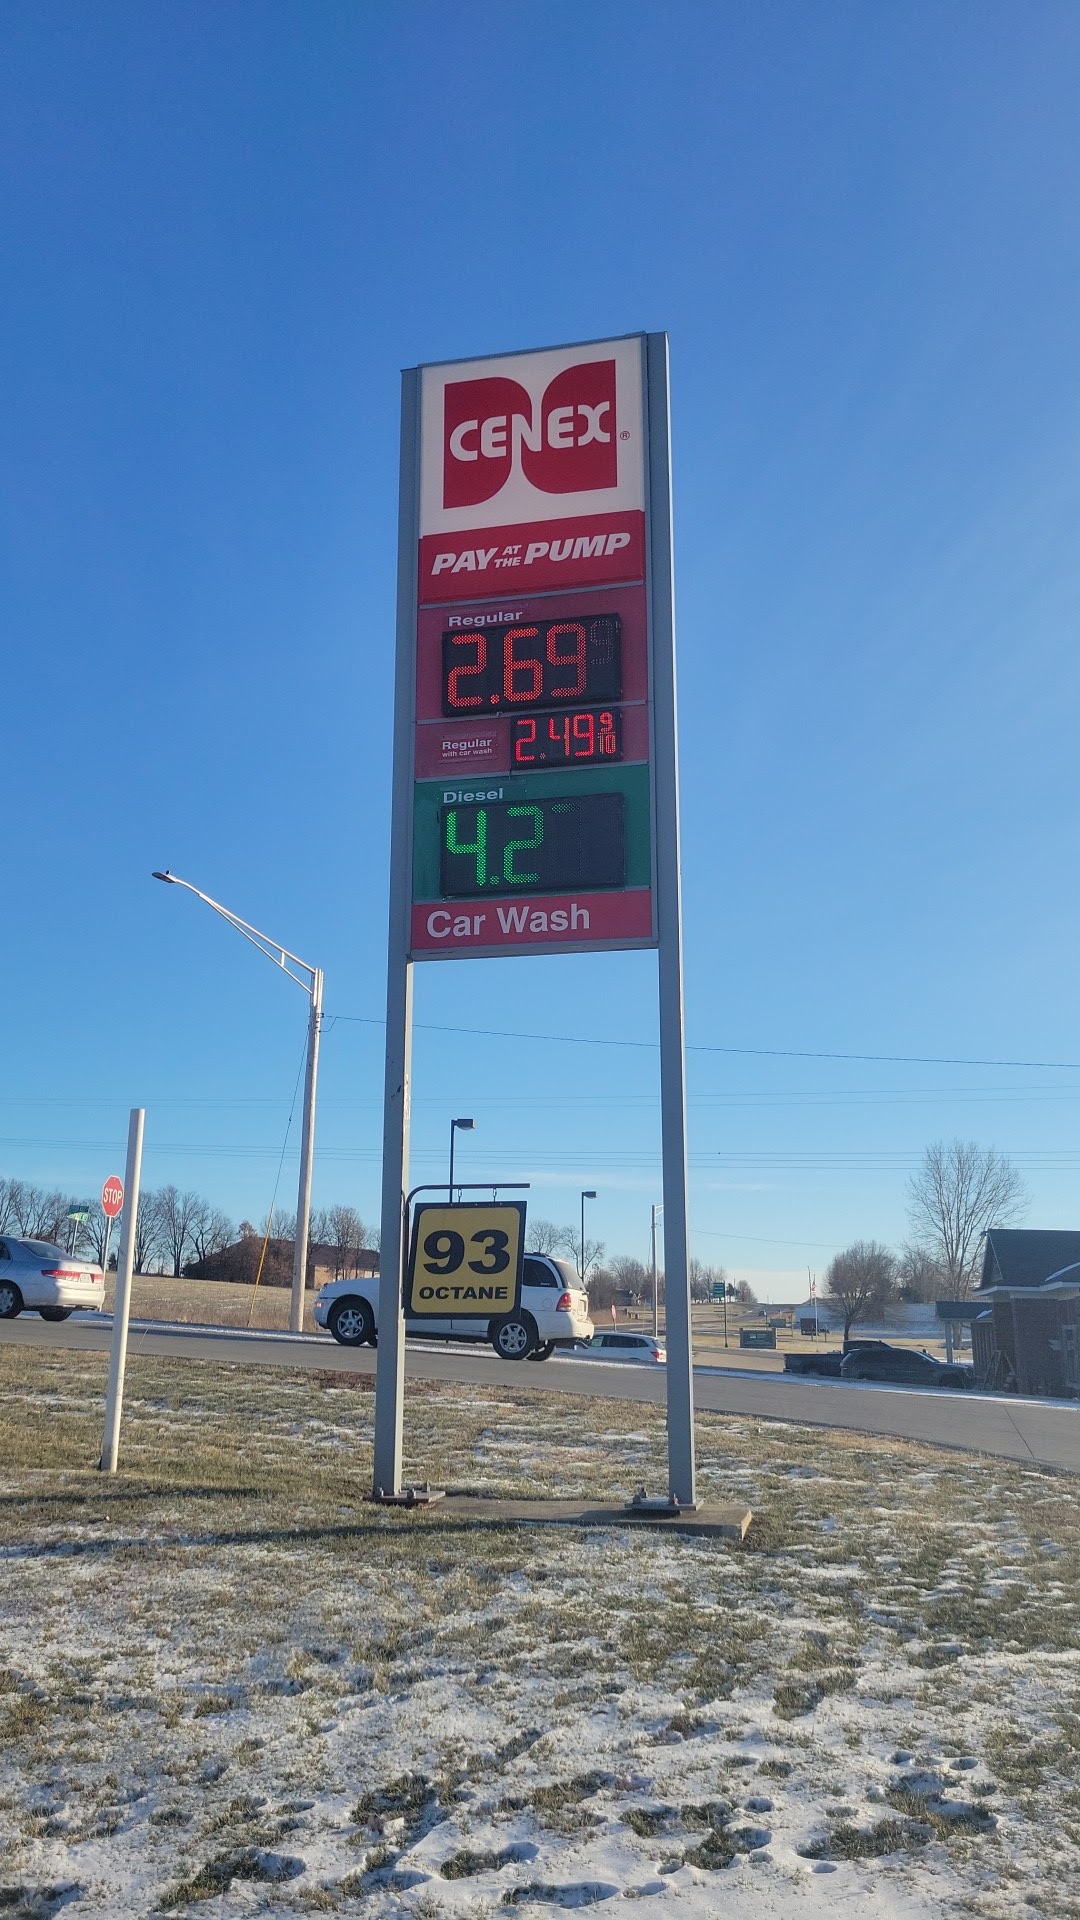 CENEX ®
PAY AT THE PUMP
Regular
2.69 9
Regular
with car wash
2.49 9/10
Diesel
4.2
Car Wash
STOP
93
OCTANE